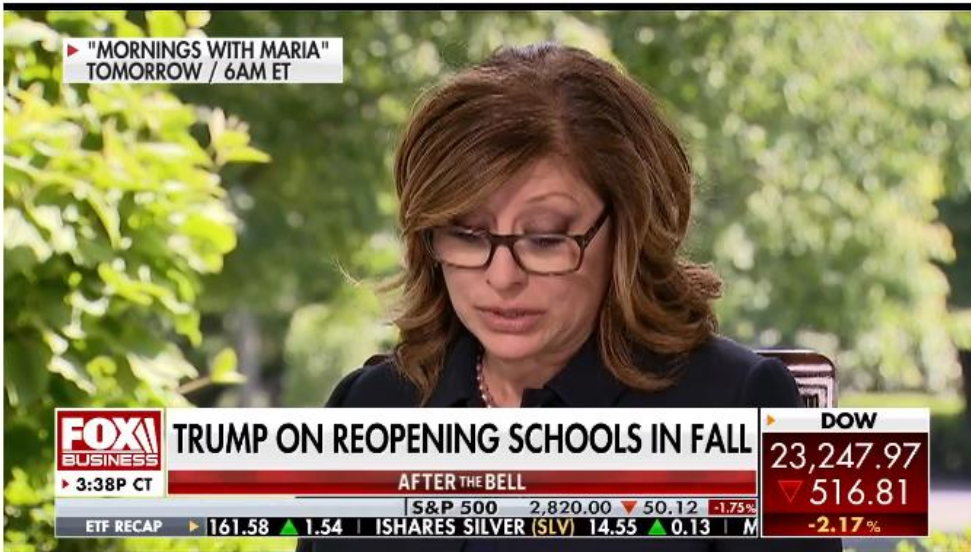 "MORNINGS WITH MARIA"
TOMORROW / 6AM ET
FOX
BUSINESS
3:38P CT
TRUMP ON REOPENING SCHOOLS IN FALL
AFTER THE BELL
DOW
23,247.97
516.81
-2.17%
S&P 500 2,820.00 50.12 -1.75%
ETF RECAP 161.58 1.54 ISHARES SILVER (SLV) 14.55 0.13 M